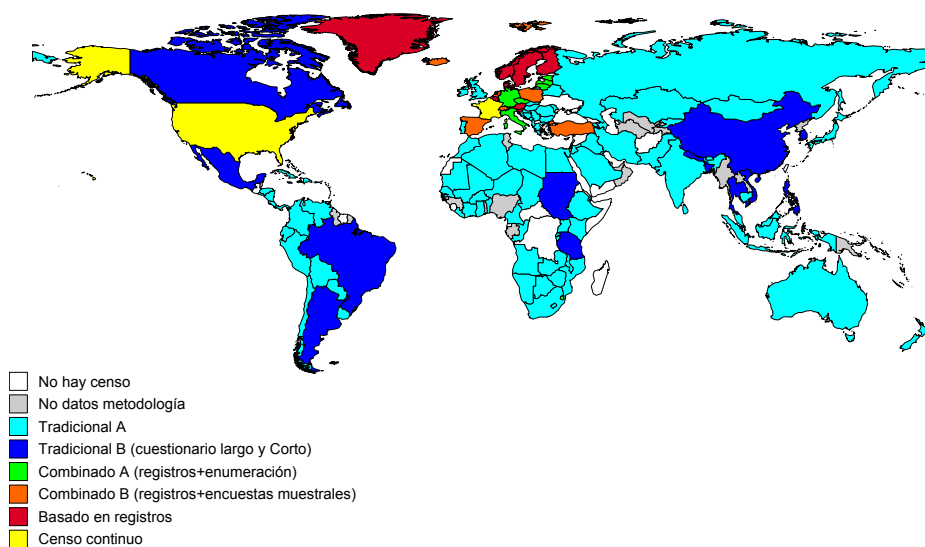 No hay censo
No datos metodología
Tradicional A
Tradicional B (cuestionario largo y Corto)
Combinado A (registros+enumeración)
Combinado B (registros+encuestas muestrales)
Basado en registros
Censo continuo